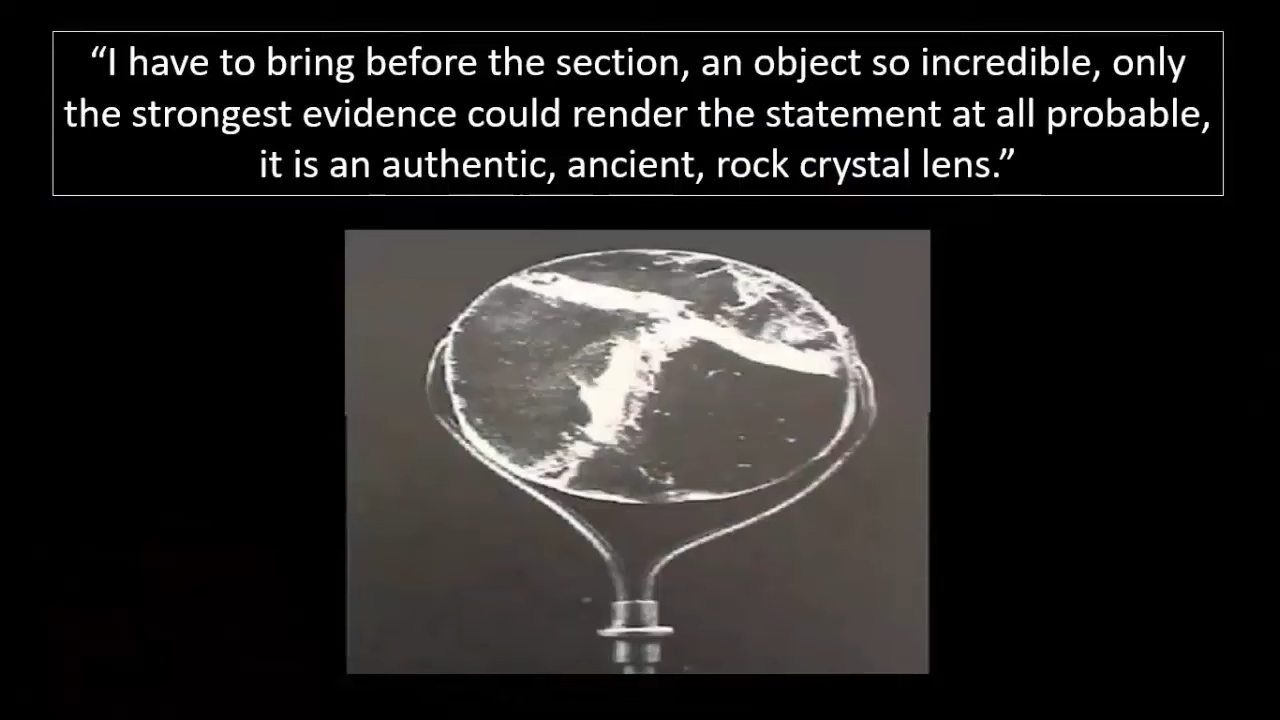 “I have to bring before the section, an object so incredible, only
the strongest evidence could render the statement at all probable,
it is an authentic, ancient, rock crystal lens.”